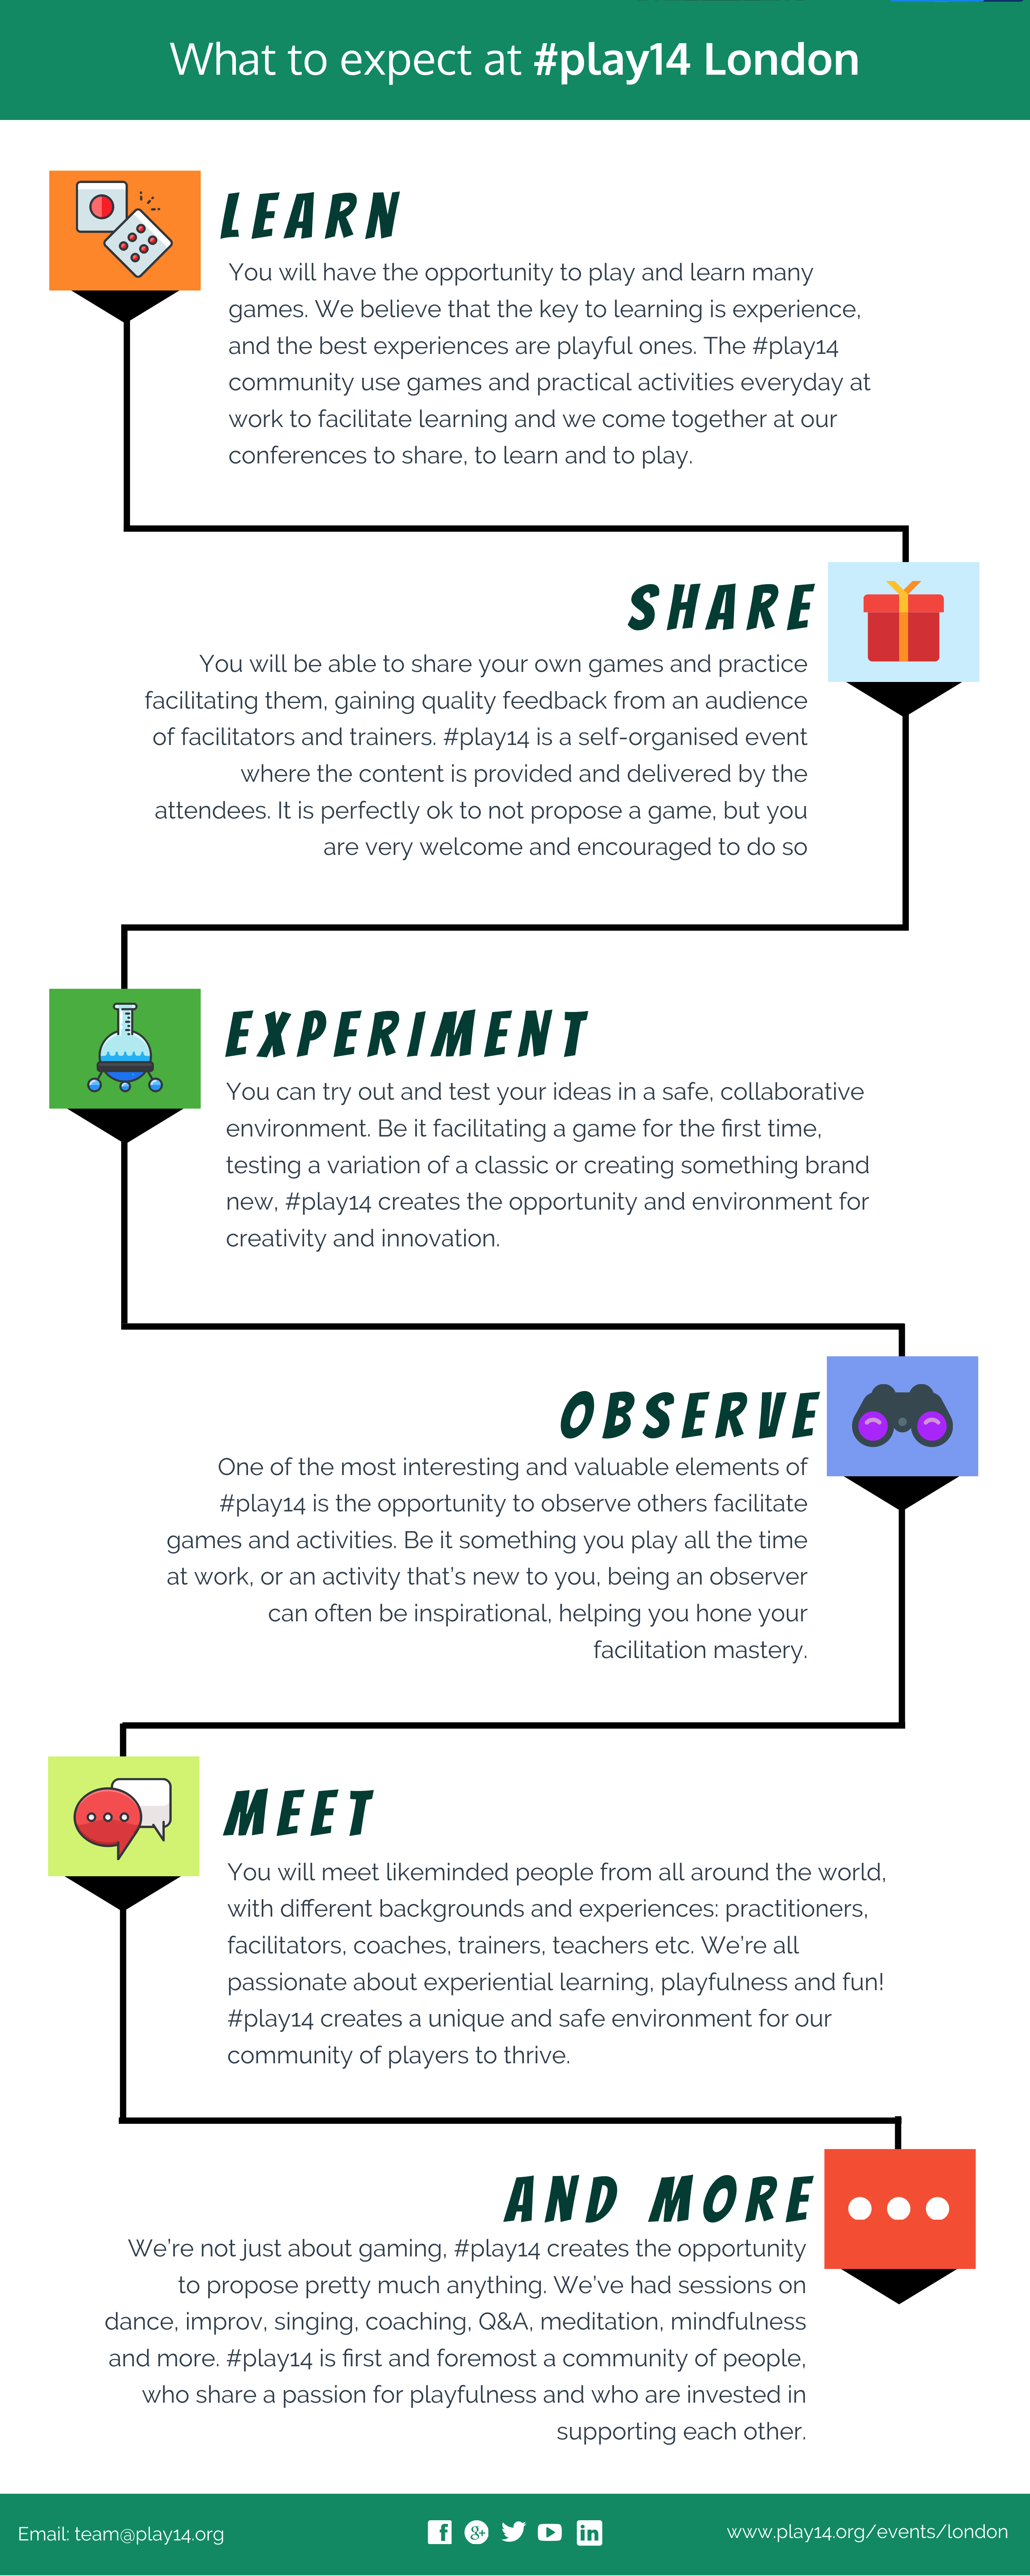 What to expect at #play14 London
LEARN
You will have the opportunity to play and learn many
games. We believe that the key to learning is experience,
and the best experiences are playful ones. The #play14
community use games and practical activities everyday at
work to facilitate learning and we come together at our
conferences to share, to learn and to play.
SHARE
You will be able to share your own games and practice
facilitating them, gaining quality feedback from an audience
of facilitators and trainers. #play14 is a self-organised event
where the content is provided and delivered by the
attendees. It is perfectly ok to not propose a game, but you
are very welcome and encouraged to do so
EXPERIMENT
You can try out and test your ideas in a safe, collaborative
environment. Be it facilitating a game for the first time,
testing a variation of a classic or creating something brand
new, #play14 creates the opportunity and environment for
creativity and innovation.
OBSERVE
One of the most interesting and valuable elements of
#play14 is the opportunity to observe others facilitate
games and activities. Be it something you play all the time
at work, or an activity that's new to you, being an observer
can often be inspirational, helping you hone your
facilitation mastery.
MEET
You will meet likeminded people from all around the world,
with different backgrounds and experiences: practitioners,
facilitators, coaches, trainers, teachers etc. We're all
passionate about experiential learning, playfulness and fun!
#play14 creates a unique and safe environment for our
community of players to thrive.
AND MORE
We're not just about gaming, #play14 creates the opportunity
to propose pretty much anything. We've had sessions on
dance, improv, singing, coaching, Q&A, meditation, mindfulness
and more. #play14 is first and foremost a community of people,
who share a passion for playfulness and who are invested in
supporting each other.
Email: team@play14.org
www.play14.org/events/london